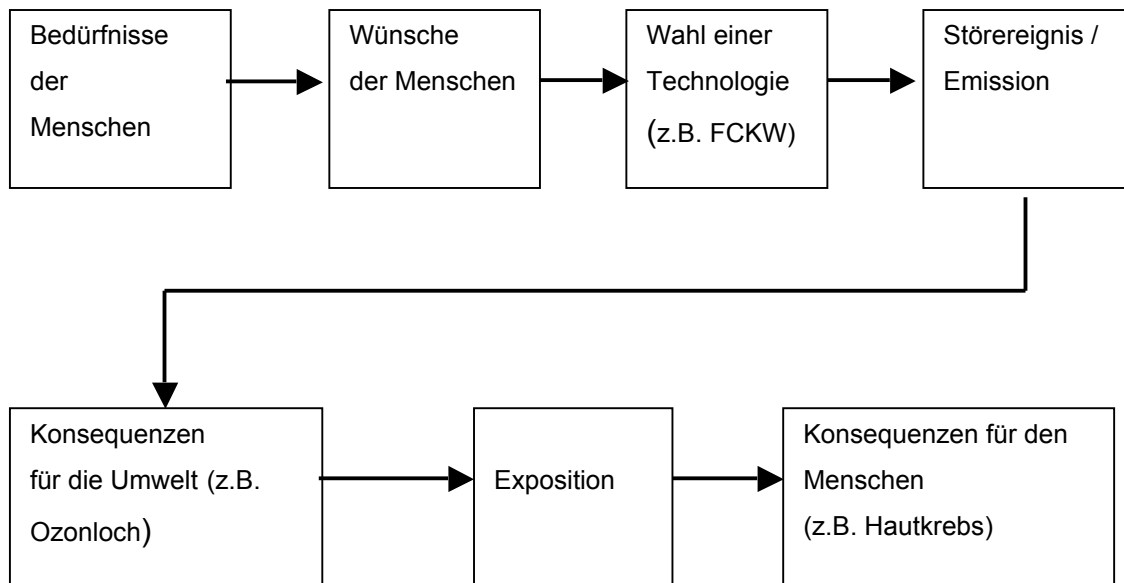 Bedürfnisse
der
Menschen
Wünsche
der Menschen
Wahl einer
Technologie
(z.B. FCKW)
Störereignis /
Emission
Konsequenzen
für die Umwelt (z.B.
Ozonloch)
Exposition
Konsequenzen für den
Menschen
(z.B. Hautkrebs)